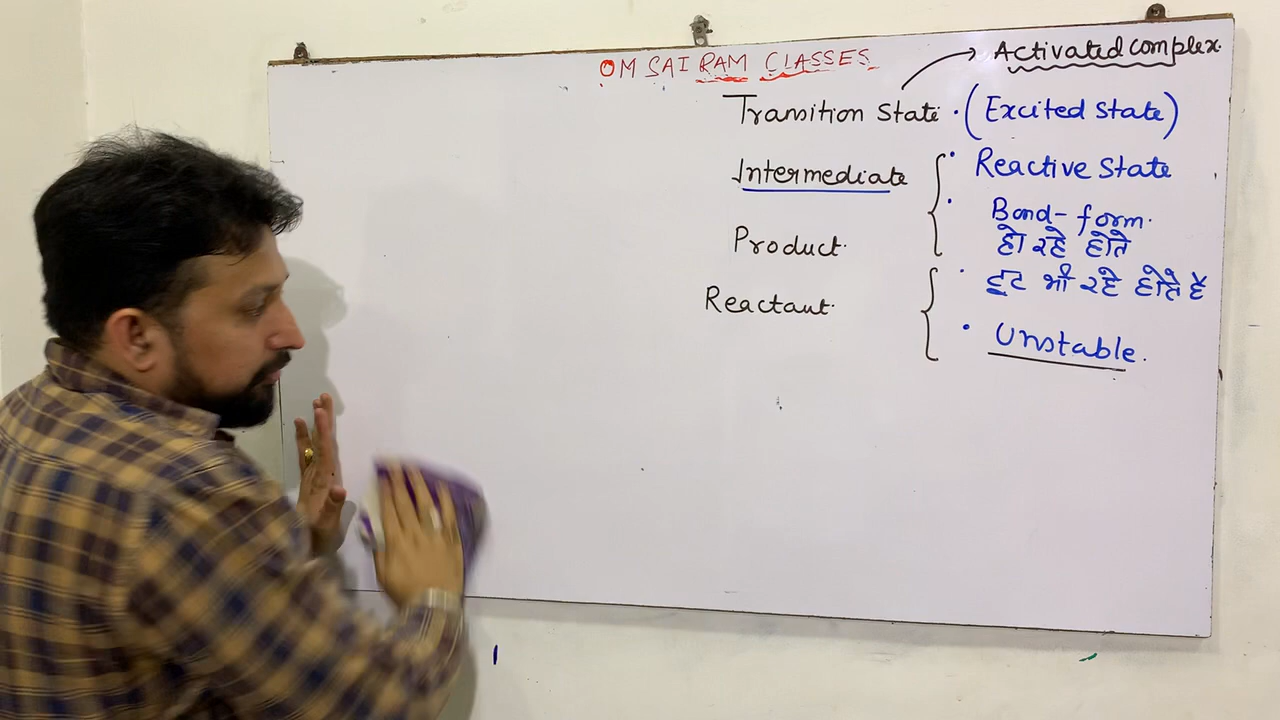 OM SAI RAM CLASSES
Activated complex.
Transition State · (Excited State)
Intermediate
Reactive State
Bond- form.
हो रहे होते
Product.
टूट भी रहे होते हैं
Reactant.
Unstable.